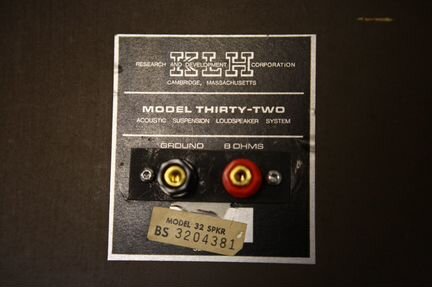 KLH
RESEARCH AND DEVELOPMENT CORPORATION
CAMBRIDGE, MASSACHUSETTS
MODEL THIRTY-TWO
ACOUSTIC SUSPENSION LOUDSPEAKER SYSTEM
GROUND 8 OHMS
MODEL 32 SPKR
BS 3204381